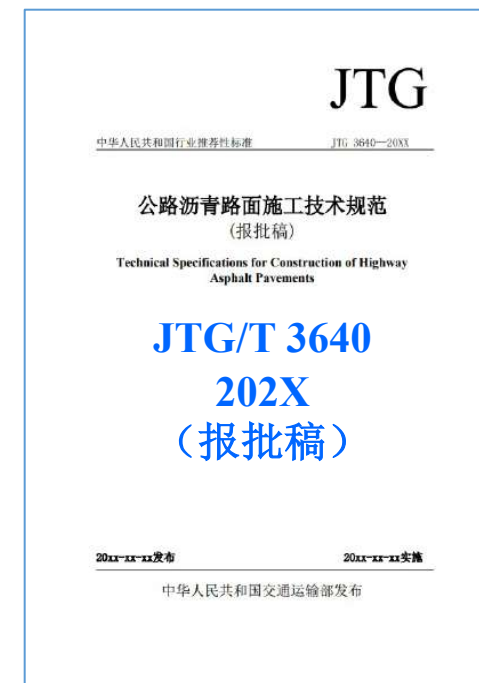 JTG
中华人民共和国行业推荐性标准 JTG 3640—20XX
公路沥青路面施工技术规范
(报批稿)
Technical Specifications for Construction of Highway
Asphalt Pavements
JTG/T 3640
202X
（报批稿）
20xx-xx-xx发布 20xx-xx-xx实施
中华人民共和国交通运输部发布